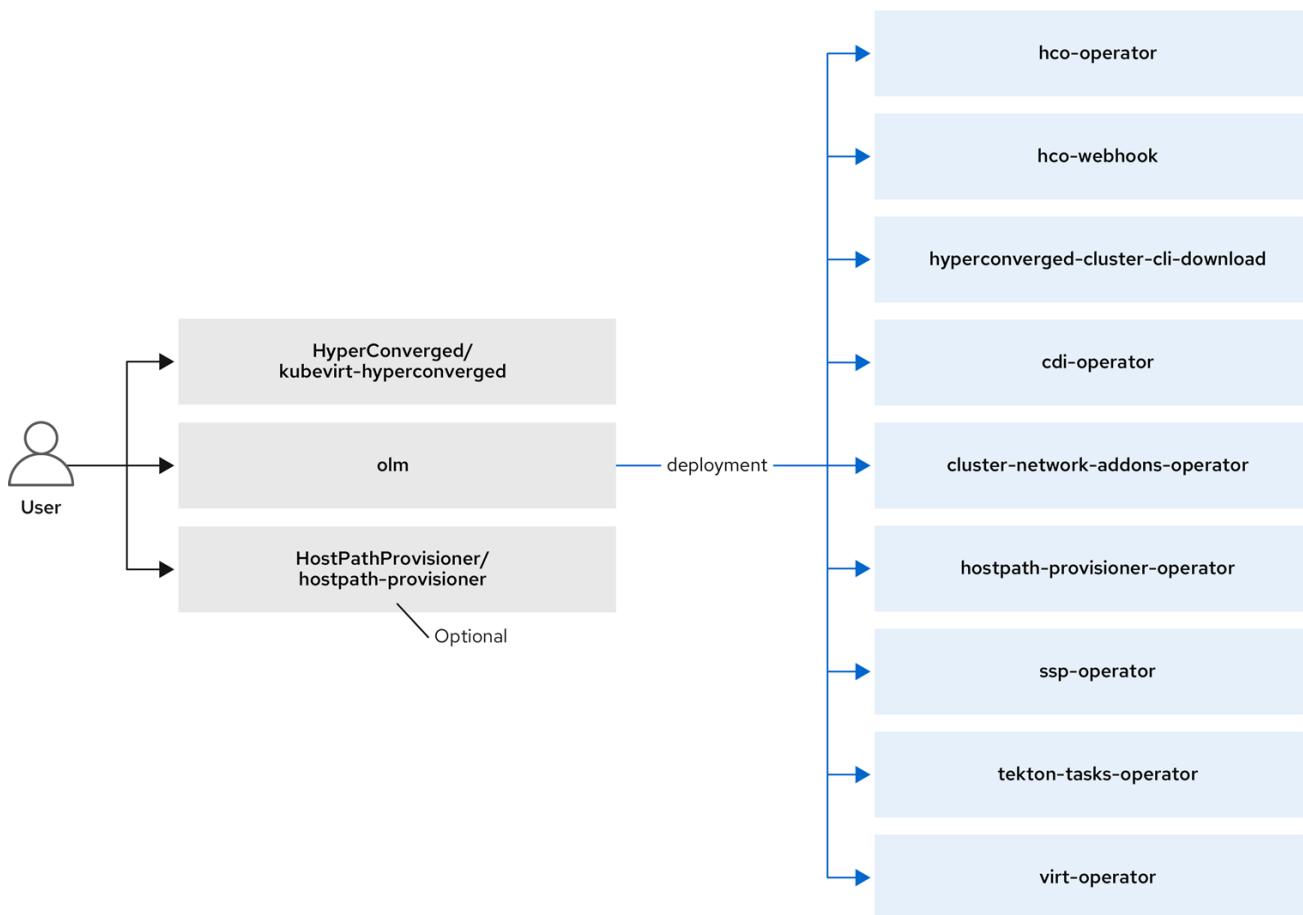 User
HyperConverged/
kubevirt-hyperconverged
olm
HostPathProvisioner/
hostpath-provisioner
Optional
deployment
hco-operator
hco-webhook
hyperconverged-cluster-cli-download
cdi-operator
cluster-network-addons-operator
hostpath-provisioner-operator
ssp-operator
tekton-tasks-operator
virt-operator